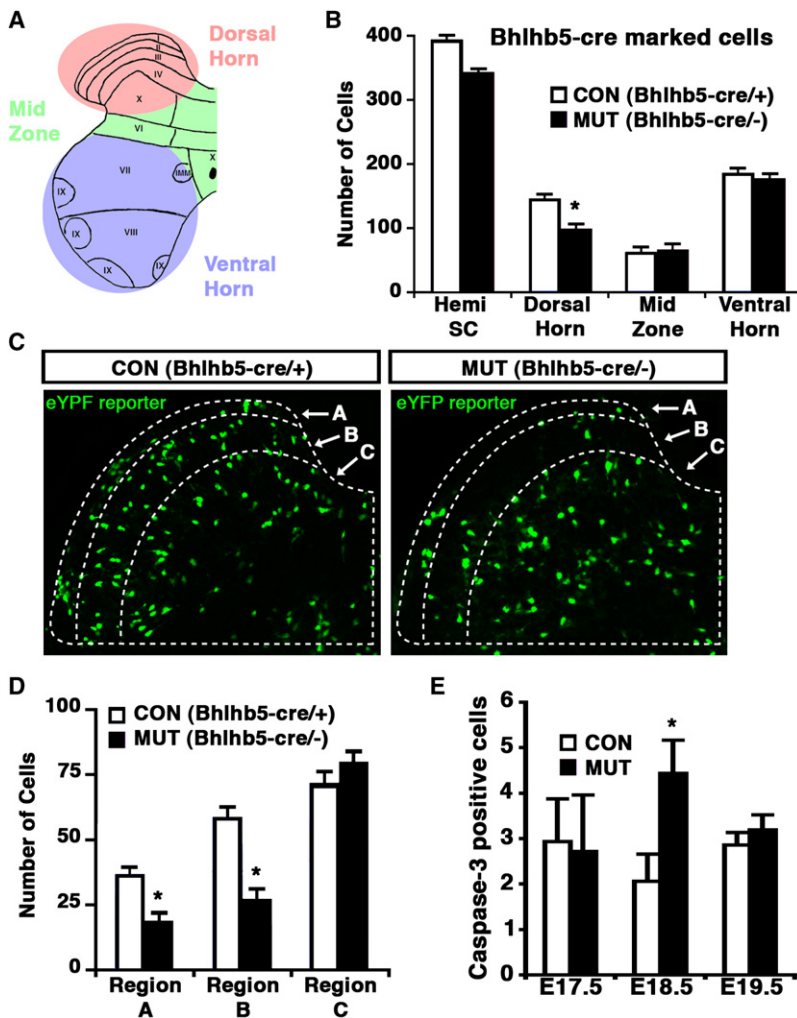 A
Dorsal
Horn
Mid
Zone
Ventral
Horn
I
II
III
IV
X
VI
X
VII
IMM
IX
IX
VIII
IX
IX
B
Bhlhb5-cre marked cells
CON (Bhlhb5-cre/+)
MUT (Bhlhb5-cre/-)
Number of Cells
400
300
200
100
0
*
Hemi SC
Dorsal Horn
Mid Zone
Ventral Horn
C
CON (Bhlhb5-cre/+)
MUT (Bhlhb5-cre/-)
eYPF reporter
A
B
C
eYFP reporter
A
B
C
D
CON (Bhlhb5-cre/+)
MUT (Bhlhb5-cre/-)
Number of Cells
100
75
50
25
0
*
*
Region A
Region B
Region C
E
CON
MUT
Caspase-3 positive cells
6
5
4
3
2
1
0
*
E17.5
E18.5
E19.5